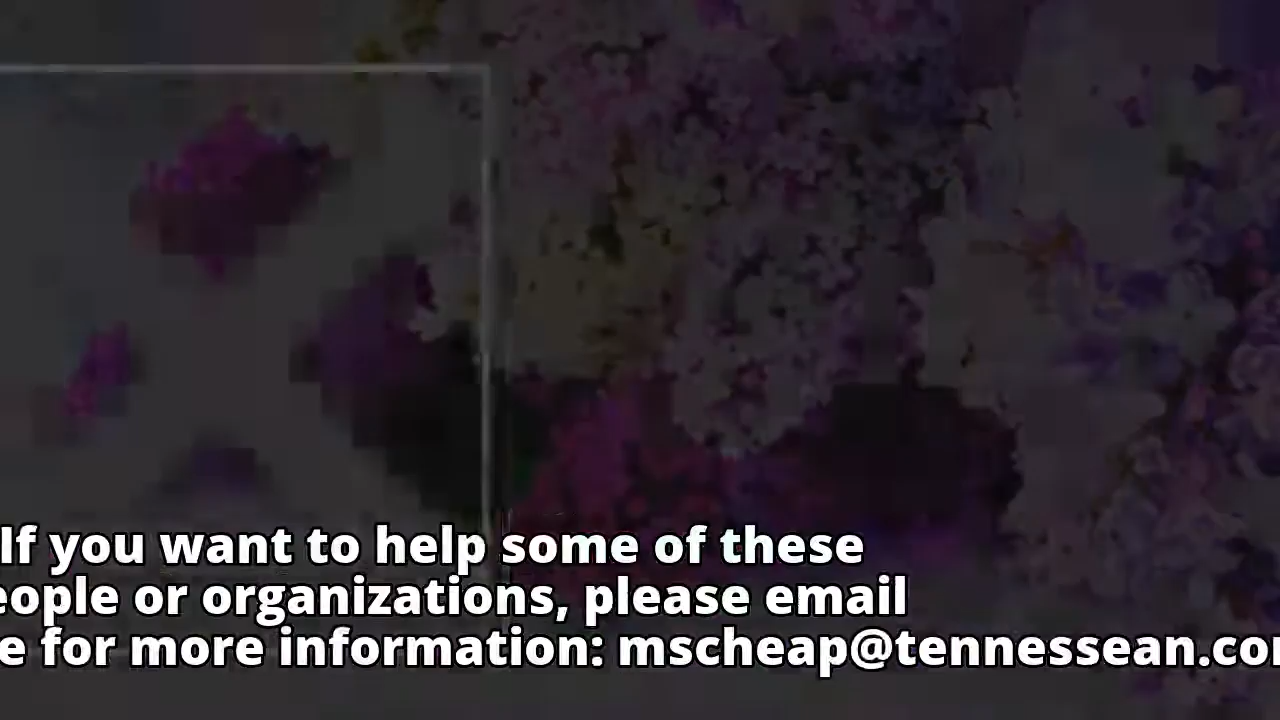 If you want to help some of these
eople or organizations, please email
e for more information: mscheap@tennessean.co